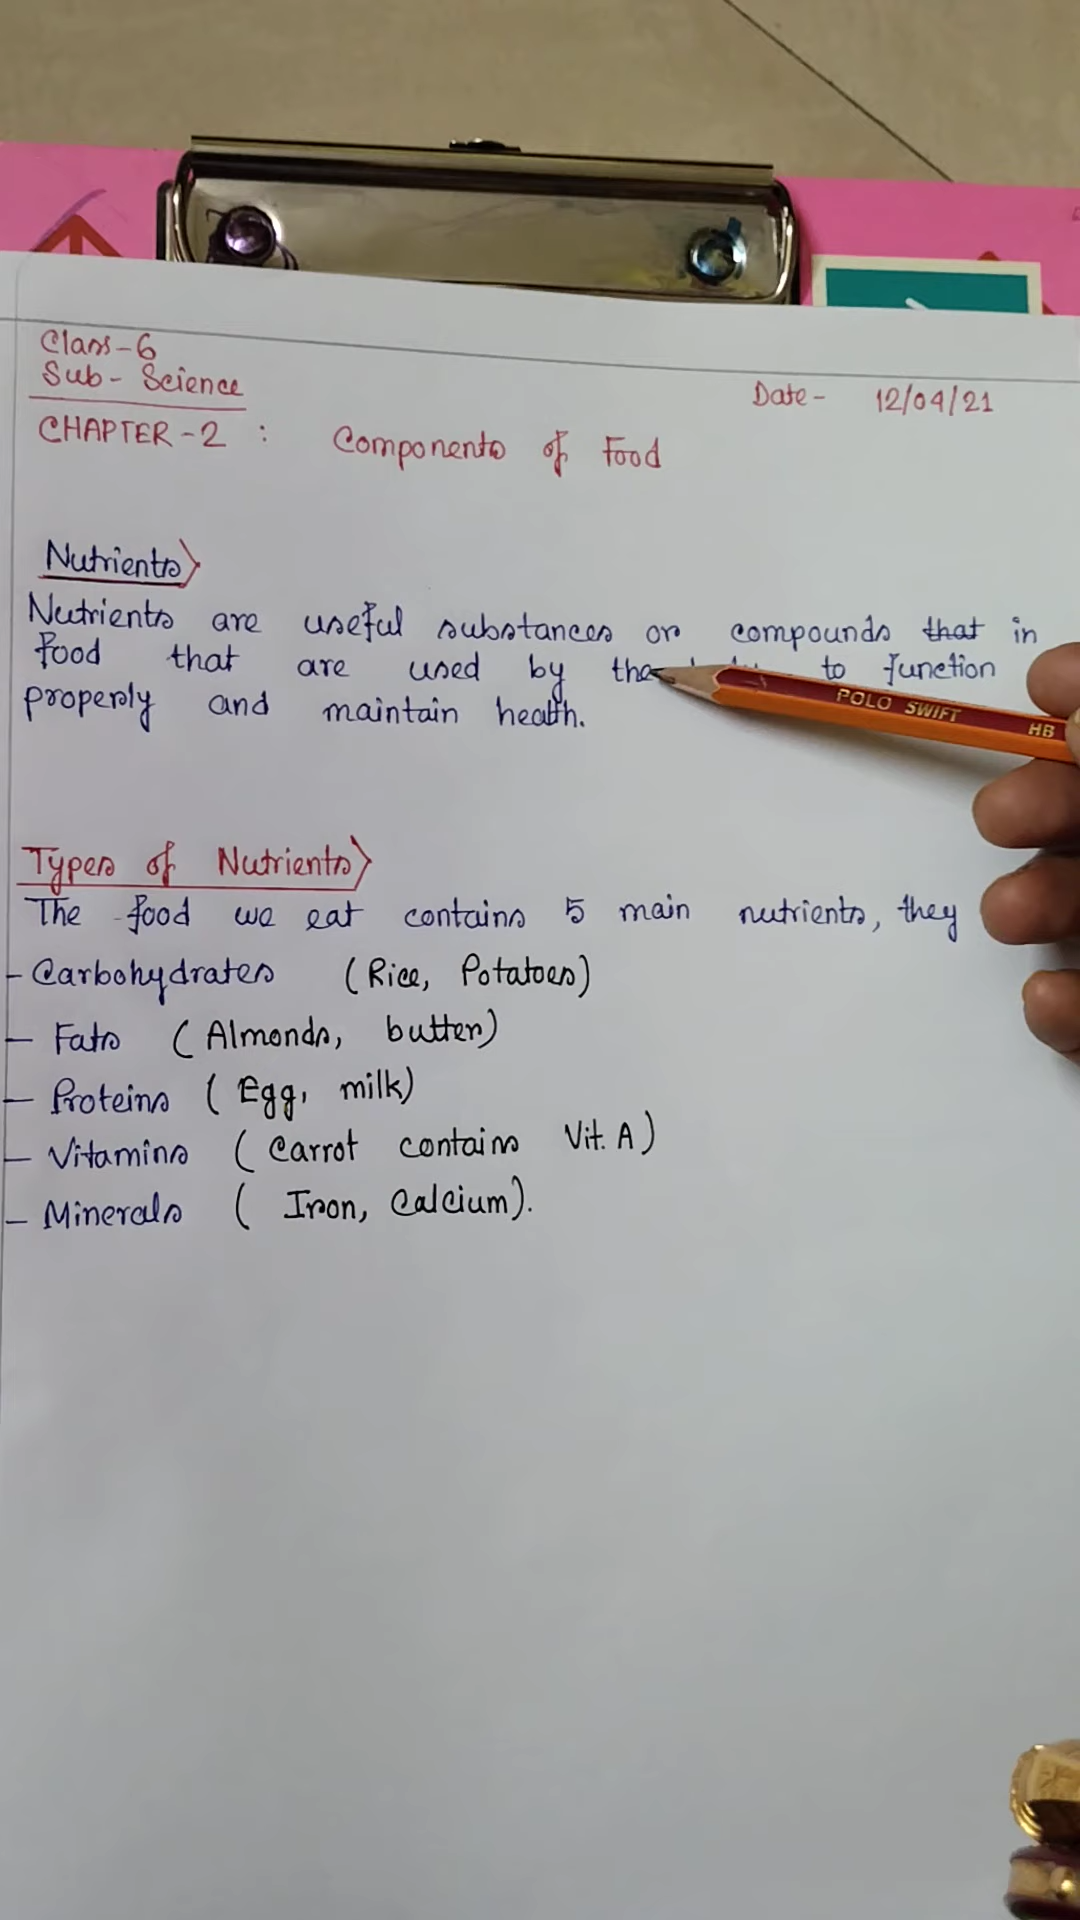 Class-6
Sub- Science
Date- 12/04/21
CHAPTER-2 : Components of Food
Nutrients
Nutrients are useful substances or compounds that in
food that are used by the to function
properly and maintain health.
POLO SWIFT HB
Types of Nutrients
The food we eat contains 5 main nutrients, they
- Carbohydrates (Rice, Potatoes)
- Fats (Almonds, butter)
- Proteins (Egg, milk)
- Vitamins (Carrot contains Vit. A)
- Minerals (Iron, Calcium).